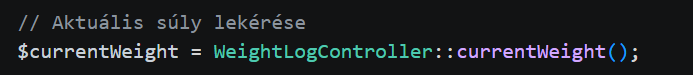 // Aktuális súly lekérése
$currentWeight = WeightLogController::currentWeight();